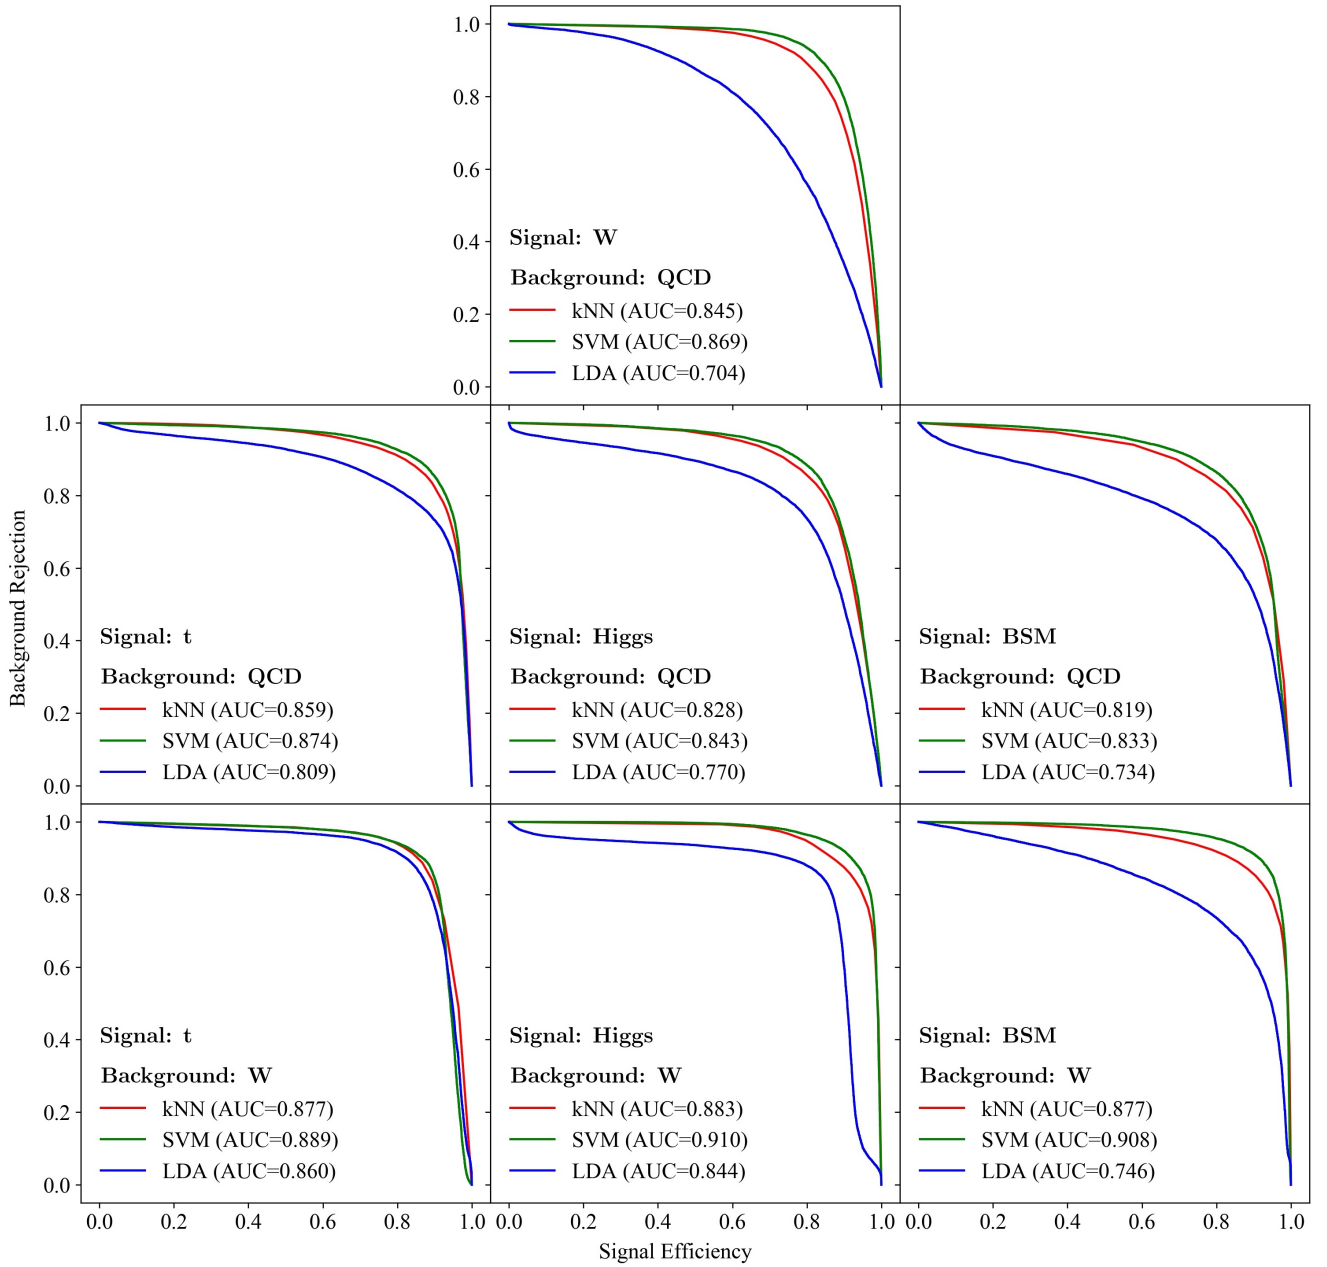 1.0
0.8
0.6
0.4
0.2
0.0
Signal: W
Background: QCD
kNN (AUC=0.845)
SVM (AUC=0.869)
LDA (AUC=0.704)
Background Rejection
1.0
0.8
0.6
0.4
0.2
0.0
Signal: t
Background: QCD
kNN (AUC=0.859)
SVM (AUC=0.874)
LDA (AUC=0.809)
Signal: Higgs
Background: QCD
kNN (AUC=0.828)
SVM (AUC=0.843)
LDA (AUC=0.770)
Signal: BSM
Background: QCD
kNN (AUC=0.819)
SVM (AUC=0.833)
LDA (AUC=0.734)
1.0
0.8
0.6
0.4
0.2
0.0
Signal: t
Background: W
kNN (AUC=0.877)
SVM (AUC=0.889)
LDA (AUC=0.860)
Signal: Higgs
Background: W
kNN (AUC=0.883)
SVM (AUC=0.910)
LDA (AUC=0.844)
Signal: BSM
Background: W
kNN (AUC=0.877)
SVM (AUC=0.908)
LDA (AUC=0.746)
0.0 0.2 0.4 0.6 0.8 1.0 0.0 0.2 0.4 0.6 0.8 1.0 0.0 0.2 0.4 0.6 0.8 1.0
Signal Efficiency